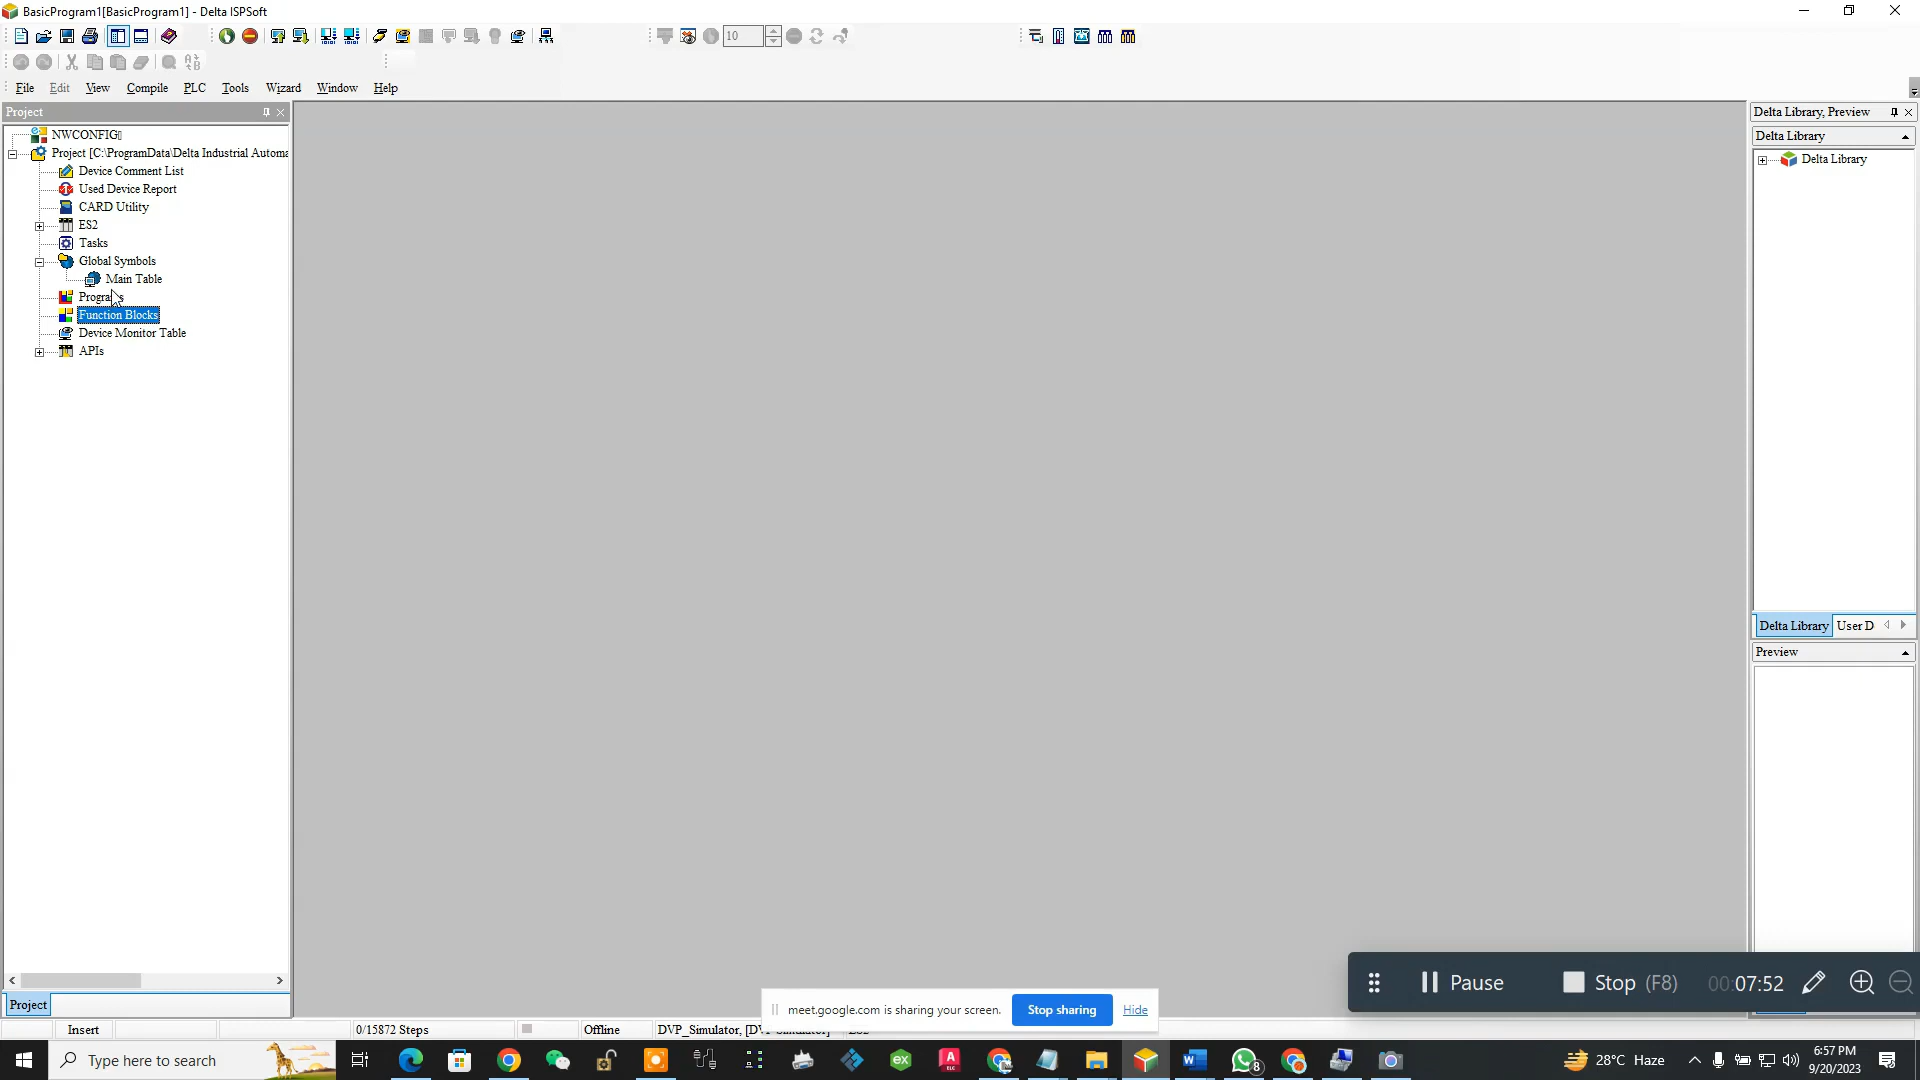 BasicProgram1[BasicProgram1] - Delta ISPSoft
10
File Edit View Compile PLC Tools Wizard Window Help
Project
NWCONFIG
Project [C:\ProgramData\Delta Industrial Automa
Device Comment List
Used Device Report
CARD Utility
ES2
Tasks
Global Symbols
Main Table
Programs
Function Blocks
Device Monitor Table
APIs
Project
Delta Library, Preview
Delta Library
Delta Library
Delta Library User D
Preview
Pause Stop (F8) 00:07:52
meet.google.com is sharing your screen. Stop sharing Hide
Insert 0/15872 Steps Offline DVP_Simulator,
Type here to search
28°C Haze
6:57 PM
9/20/2023